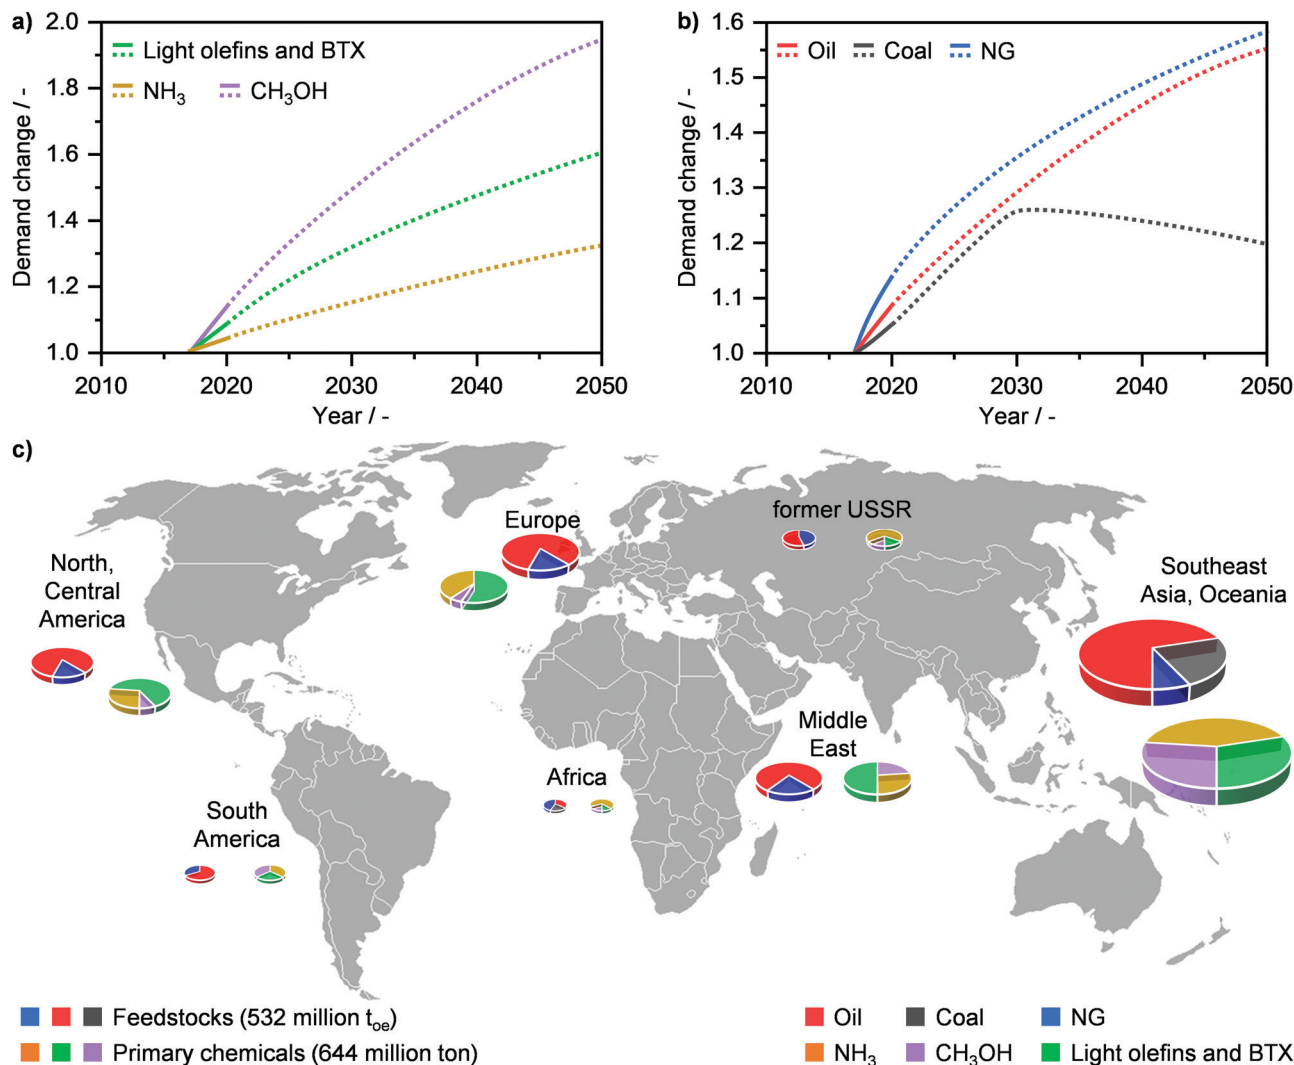 a)
2.0
1.8
1.6
1.4
1.2
1.0
Demand change / -
Light olefins and BTX
NH₃ CH₃OH
2010 2020 2030 2040 2050
Year / -
b)
1.6
1.5
1.4
1.3
1.2
1.1
1.0
Demand change / -
Oil Coal NG
2010 2020 2030 2040 2050
Year / -
c)
North,
Central
America
Europe
former USSR
Southeast
Asia, Oceania
Middle
East
Africa
South
America
Feedstocks (532 million tₒₑ)
Primary chemicals (644 million ton)
Oil Coal NG
NH₃ CH₃OH Light olefins and BTX